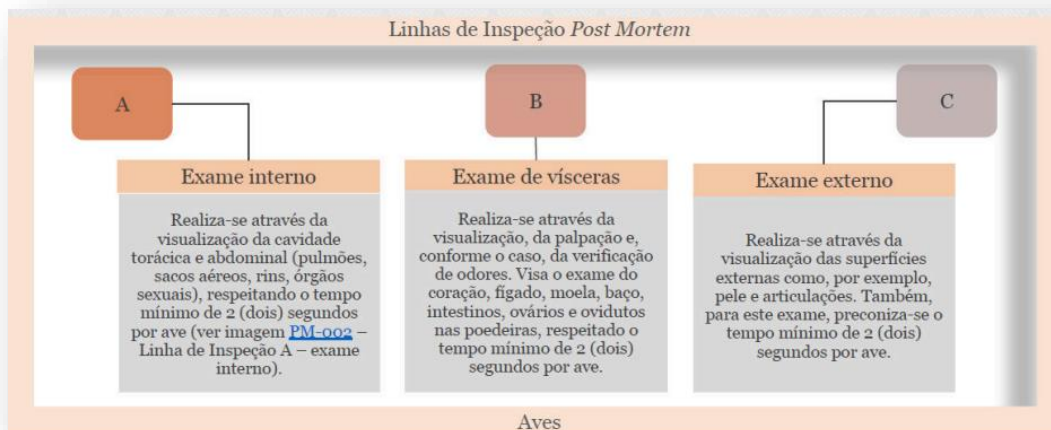 Linhas de Inspeção Post Mortem
A
B
C
Exame interno
Realiza-se através da
visualização da cavidade
torácica e abdominal (pulmões,
sacos aéreos, rins, órgãos
sexuais), respeitando o tempo
mínimo de 2 (dois) segundos
por ave (ver imagem PM-002 –
Linha de Inspeção A – exame
interno).
Exame de vísceras
Realiza-se através da
visualização, da palpação e,
conforme o caso, da verificação
de odores. Visa o exame do
coração, fígado, moela, baço,
intestinos, ovários e ovidutos
nas poedeiras, respeitado o
tempo mínimo de 2 (dois)
segundos por ave.
Exame externo
Realiza-se através da
visualização das superfícies
externas como, por exemplo,
pele e articulações. Também,
para este exame, preconiza-se o
tempo mínimo de 2 (dois)
segundos por ave.
Aves